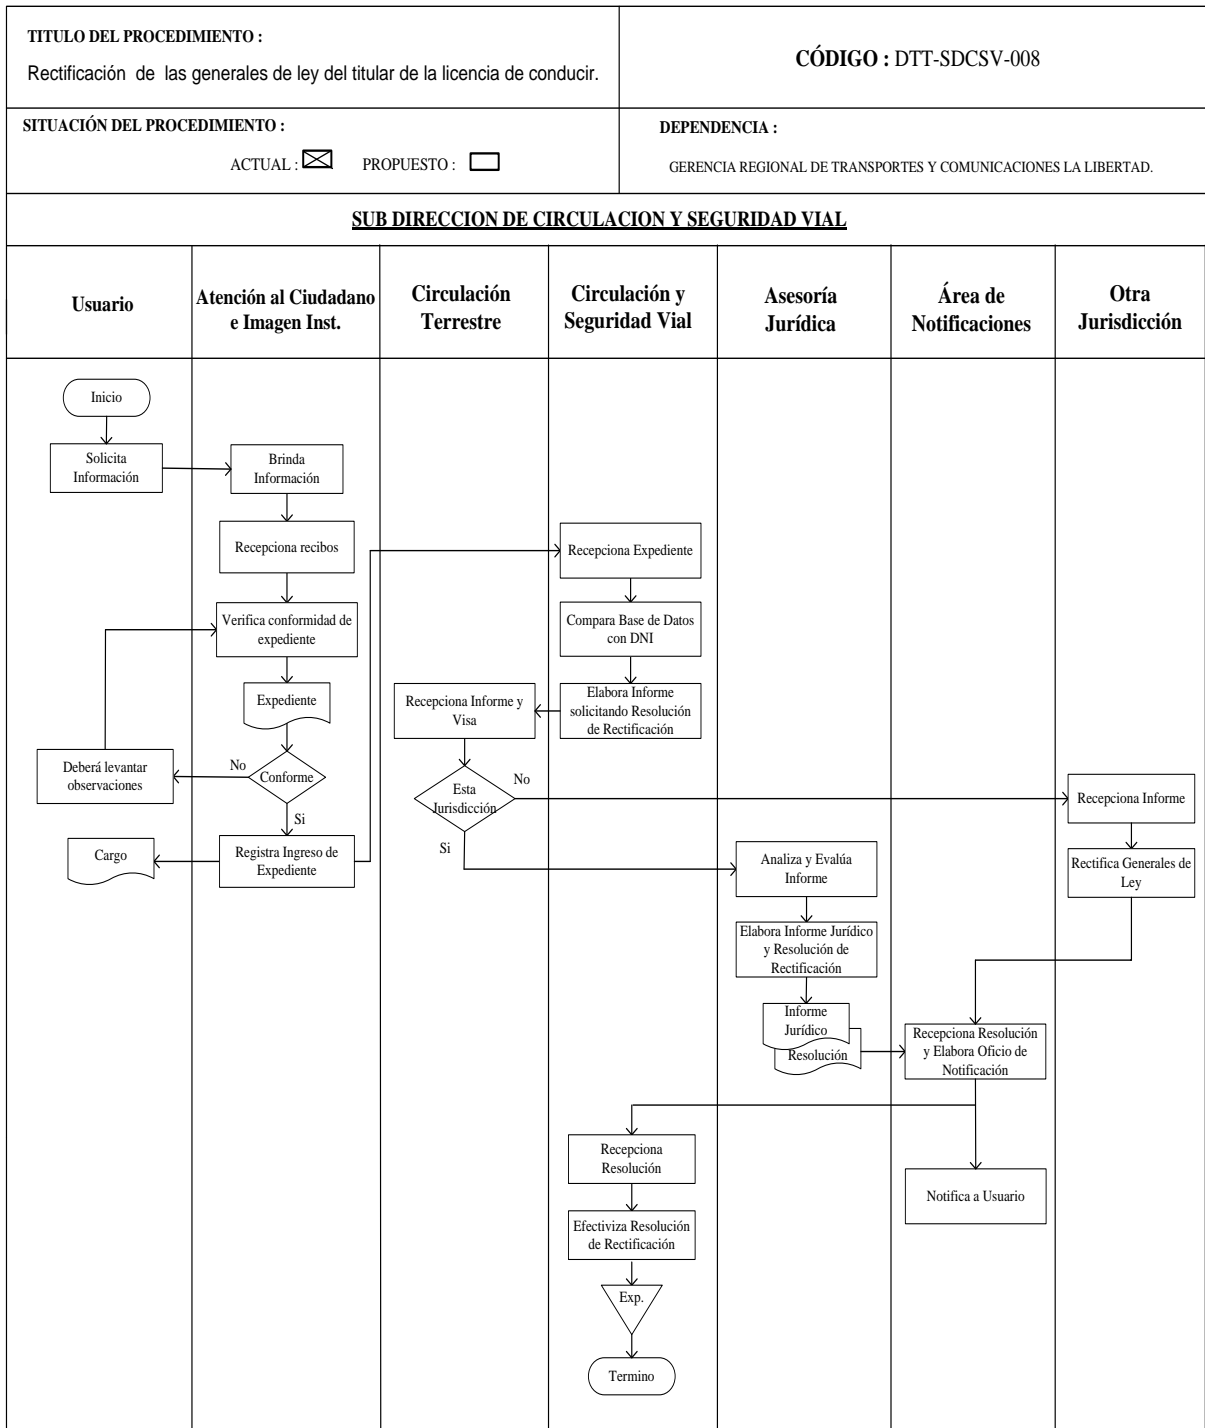 TITULO DEL PROCEDIMIENTO :
Rectificación de las generales de ley del titular de la licencia de conducir.
CÓDIGO : DTT-SDCSV-008
SITUACIÓN DEL PROCEDIMIENTO :
ACTUAL : PROPUESTO :
DEPENDENCIA :
GERENCIA REGIONAL DE TRANSPORTES Y COMUNICACIONES LA LIBERTAD.
SUB DIRECCION DE CIRCULACION Y SEGURIDAD VIAL
Usuario
Atención al Ciudadano
e Imagen Inst.
Circulación
Terrestre
Circulación y
Seguridad Vial
Asesoría
Jurídica
Área de
Notificaciones
Otra
Jurisdicción
Inicio
Solicita
Información
Brinda
Información
Recepciona recibos
Recepciona Expediente
Verifica conformidad de
expediente
Compara Base de Datos
con DNI
Expediente
Recepciona Informe y
Visa
Elabora Informe
solicitando Resolución
de Rectificación
Deberá levantar
observaciones
No
Conforme
Si
Esta
Jurisdicción
No
Si
Recepciona Informe
Cargo
Registra Ingreso de
Expediente
Analiza y Evalúa
Informe
Rectifica Generales de
Ley
Elabora Informe Jurídico
y Resolución de
Rectificación
Informe
Jurídico
Resolución
Recepciona Resolución
y Elabora Oficio de
Notificación
Recepciona
Resolución
Notifica a Usuario
Efectiviza Resolución
de Rectificación
Exp.
Termino